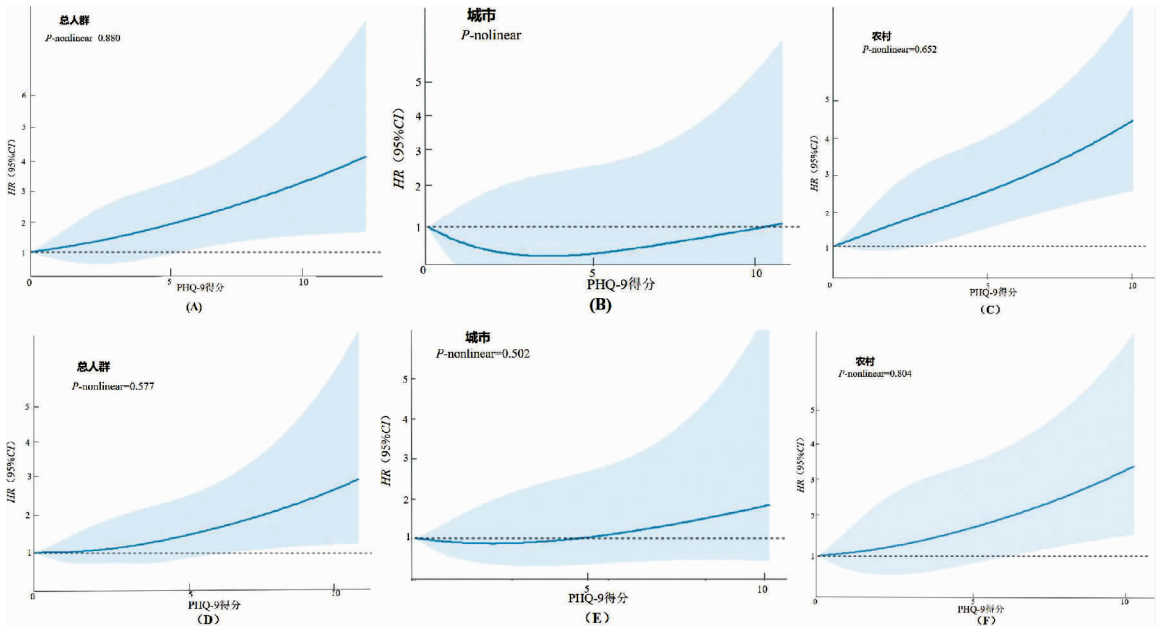 总人群
P-nonlinear 0.880
6
5
4
3
2
1
HR（95%CI）
0
5
10
PHQ-9得分
(A)
城市
P-nolinear
5
4
3
2
1
HR（95%CI）
0
5
10
PHQ-9得分
(B)
农村
P-nonlinear=0.652
5
4
3
2
1
HR（95%CI）
0
5
10
PHQ-9得分
（C）
总人群
P-nonlinear=0.577
5
4
3
2
1
HR（95%CI）
0
5
10
PHQ-9得分
(D)
城市
P-nonlinear=0.502
5
4
3
2
1
HR（95%CI）
0
5
10
PHQ-9得分
（E）
农村
P-nonlinear=0.804
5
4
3
2
1
HR（95%CI）
0
5
10
PHQ-9得分
（F）